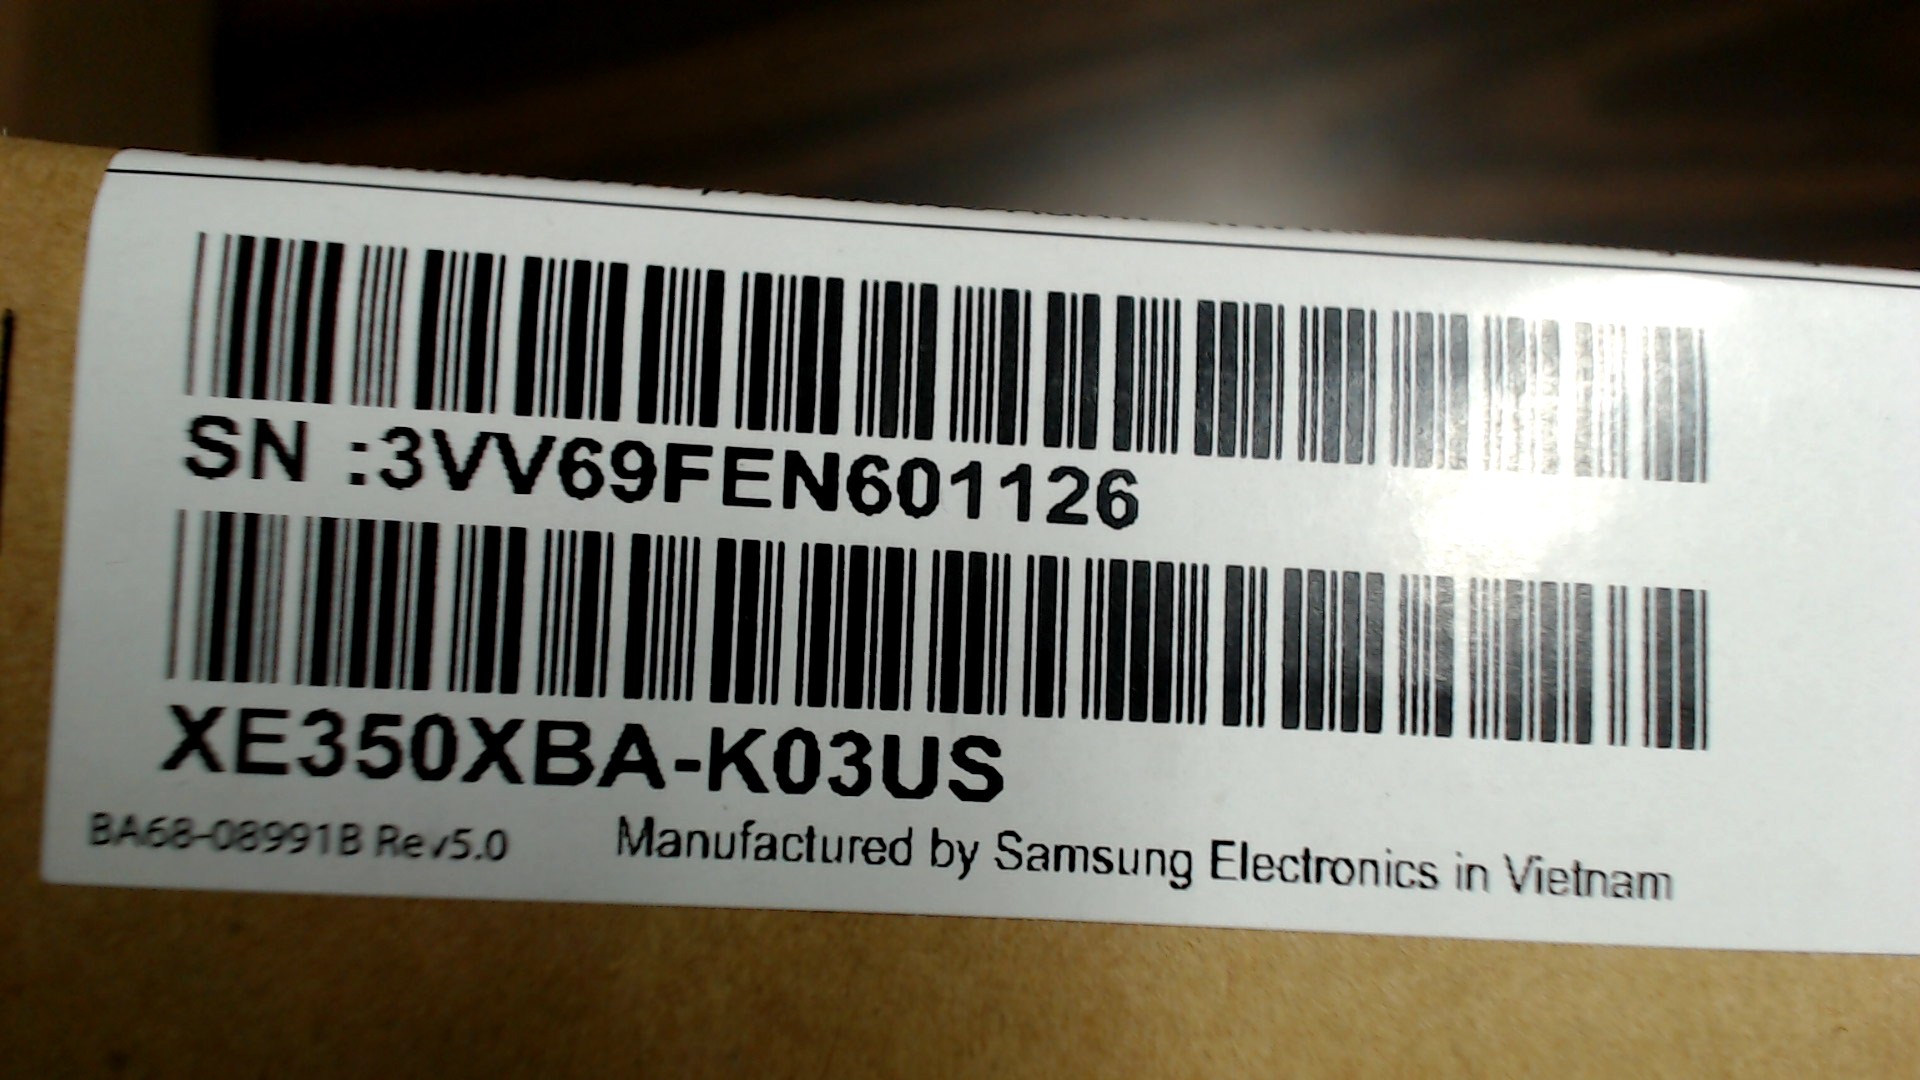 SN :3VV69FEN601126
XE350XBA-K03US
BA68-08991B Rev5.0
Manufactured by Samsung Electronics in Vietnam